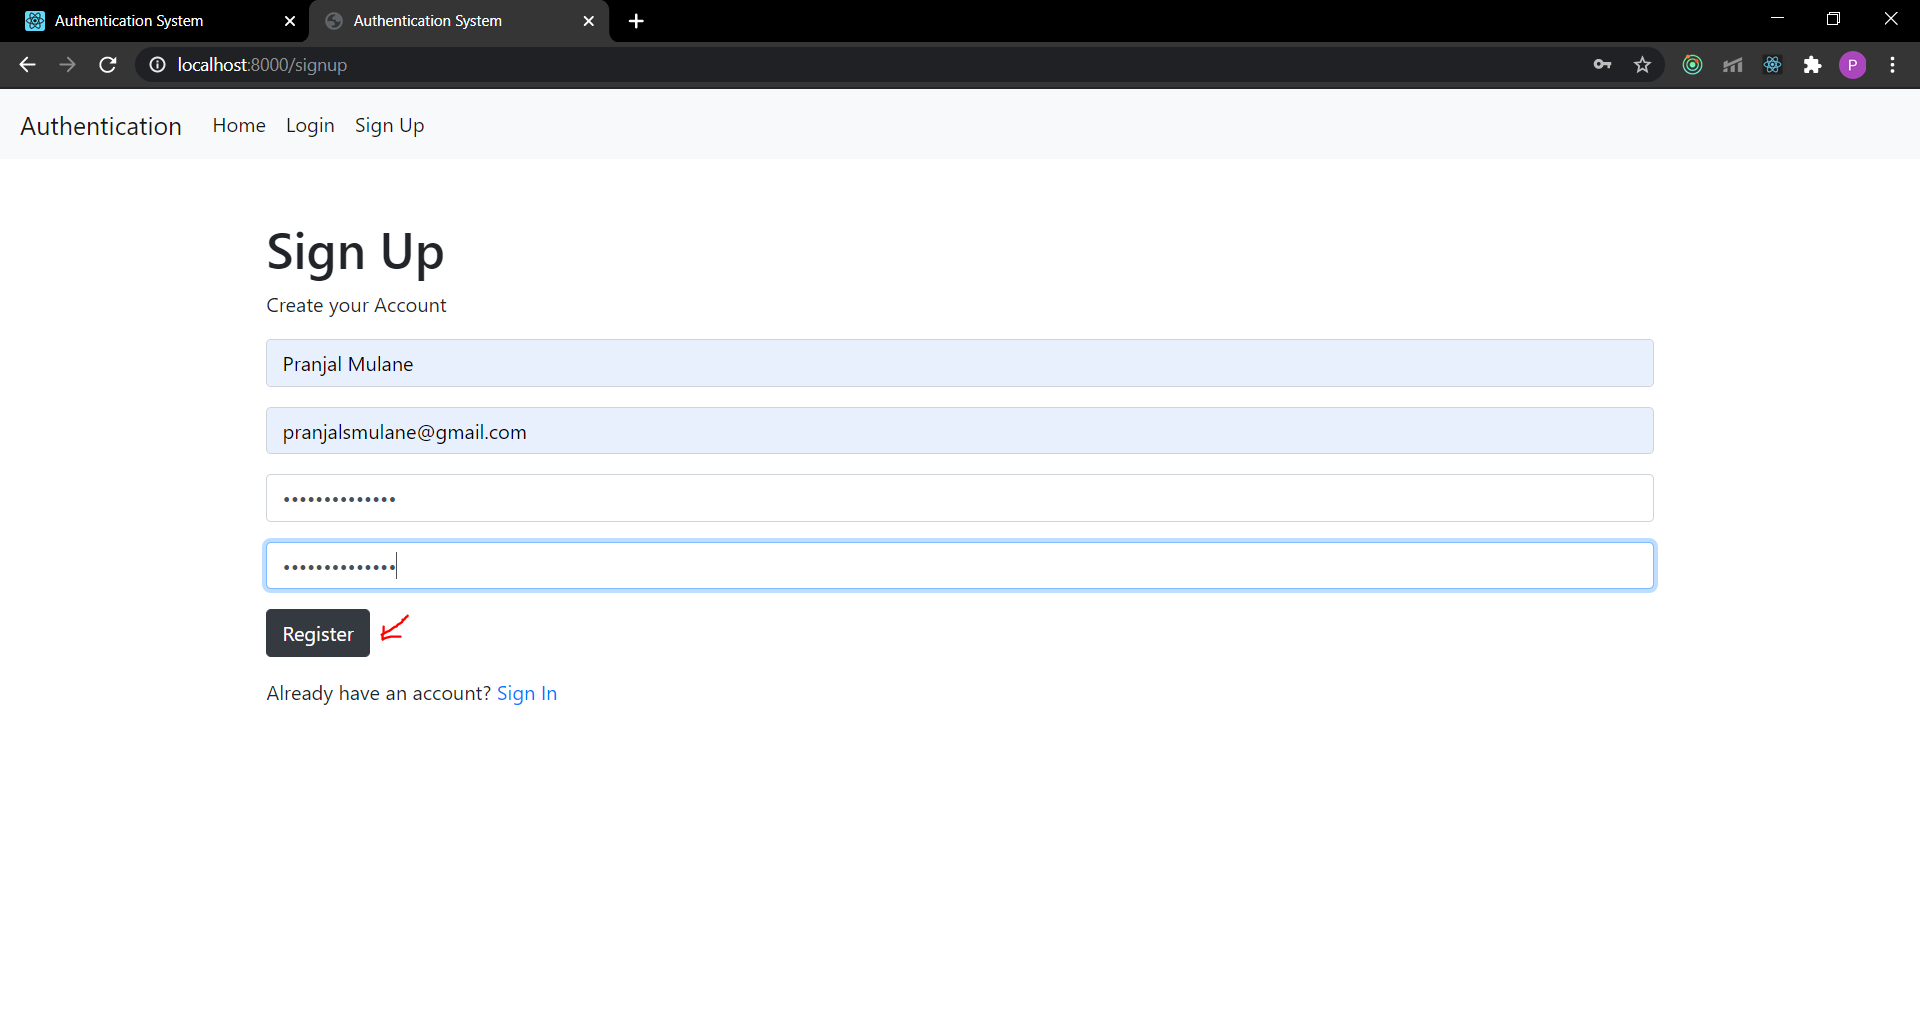 Authentication System
Authentication System
localhost:8000/signup
P
Authentication Home Login Sign Up
Sign Up
Create your Account
Pranjal Mulane
pranjalsmulane@gmail.com
••••••••••••••
••••••••••••••
Register
Already have an account? Sign In